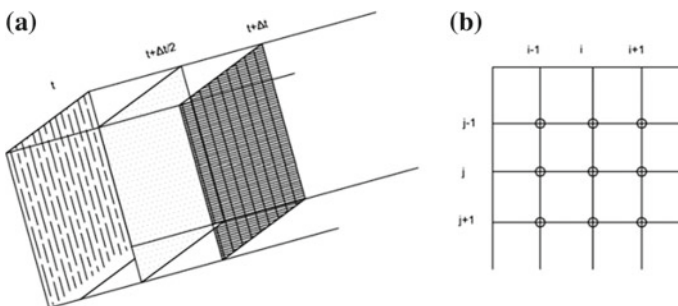 (a)
t
t+Δt/2
t+Δt
(b)
i-1 i i+1
j-1
j
j+1